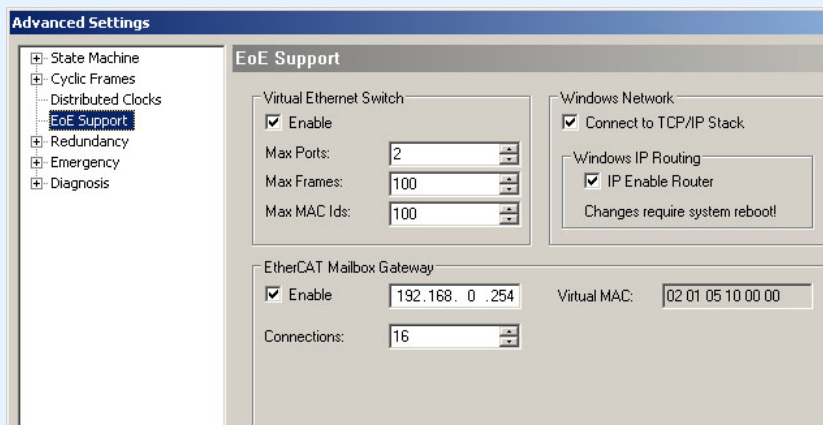 Advanced Settings
State Machine
Cyclic Frames
Distributed Clocks
EoE Support
Redundancy
Emergency
Diagnosis
EoE Support
Virtual Ethernet Switch
Enable
Max Ports: 2
Max Frames: 100
Max MAC Ids: 100
Windows Network
Connect to TCP/IP Stack
Windows IP Routing
IP Enable Router
Changes require system reboot!
EtherCAT Mailbox Gateway
Enable 192.168. 0 .254 Virtual MAC: 02 01 05 10 00 00
Connections: 16